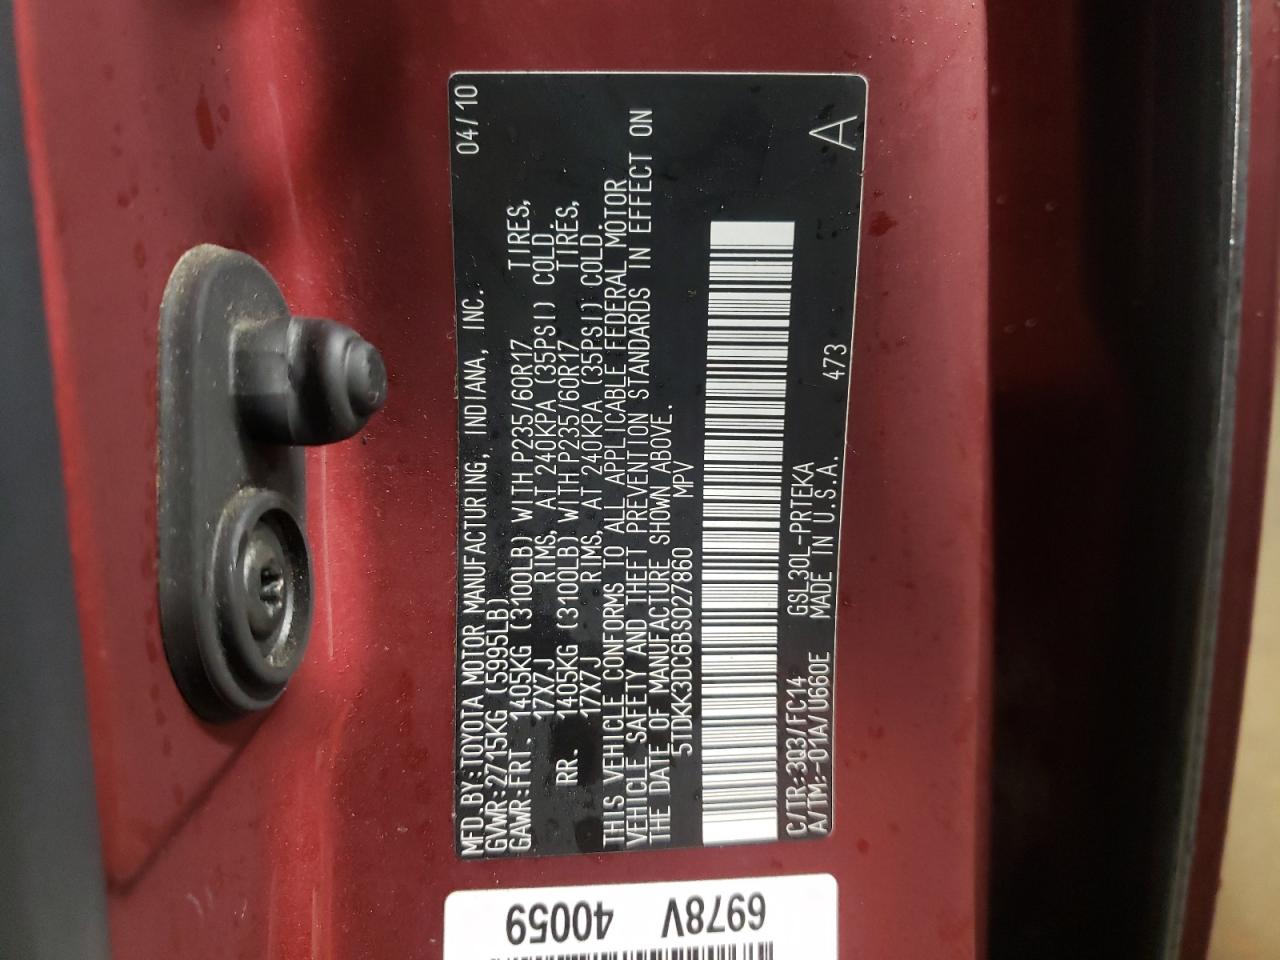 MFD.BY:TOYOTA MOTOR MANUFACTURING, INDIANA, INC. 04/10
GVWR:2715KG (5995LB)
GAWR:FRT. 1405KG (3100LB) WITH P235/60R17 TIRES,
17X7J RIMS, AT 240KPA (35PSI) COLD
RR. 1405KG (3100LB) WITH P235/60R17 TIRES,
17X7J RIMS, AT 240KPA (35PSI) COLD.
THIS VEHICLE CONFORMS TO ALL APPLICABLE FEDERAL MOTOR
VEHICLE SAFETY AND THEFT PREVENTION STANDARDS IN EFFECT ON
THE DATE OF MANUFACTURE SHOWN ABOVE.
5TDKK3DC6BS027860 MPV
C/TR:3Q3/FC14 GSL30L-PRTEKA
A/TM:-01A/U660E MADE IN U.S.A. 473
A
40059
6978V